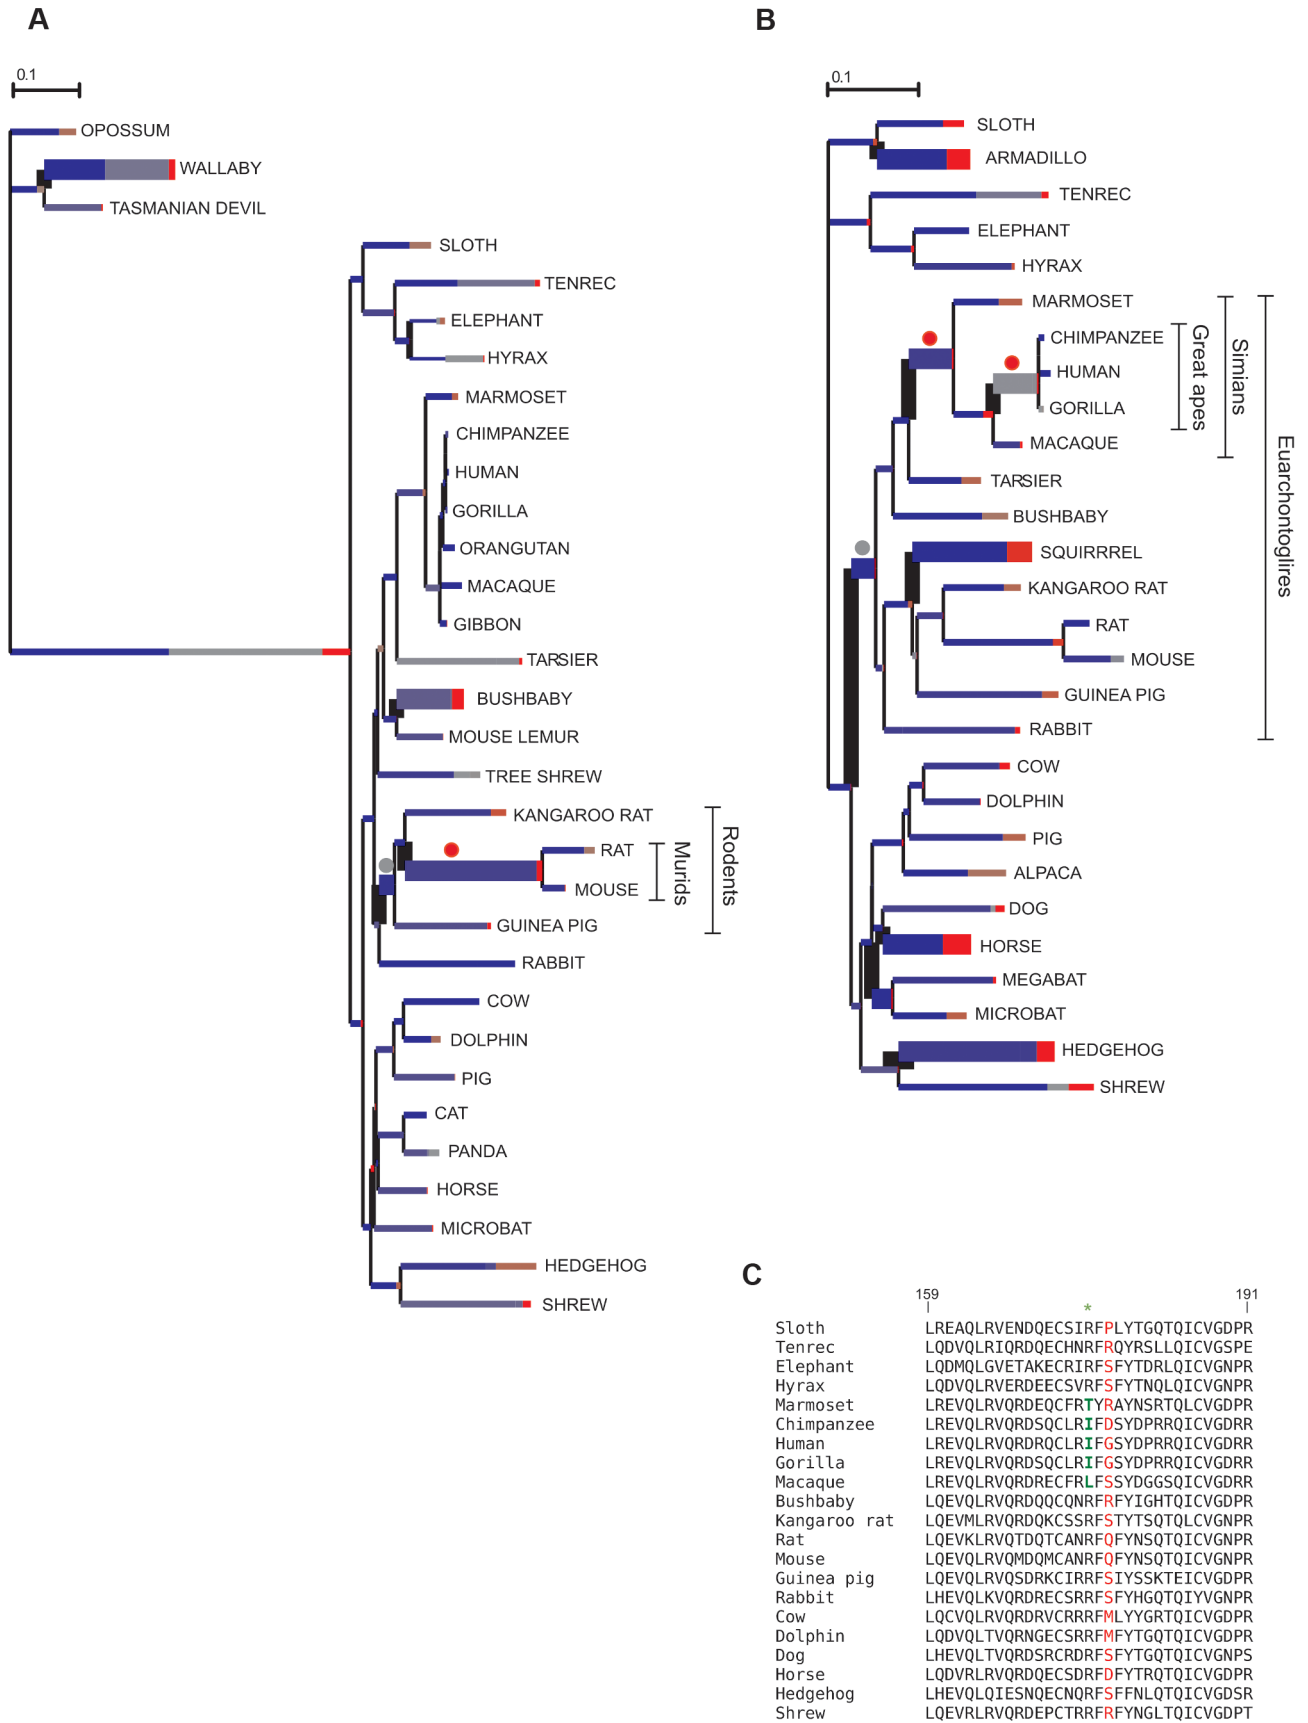 A
0.1
OPOSSUM
WALLABY
TASMANIAN DEVIL
SLOTH
TENREC
ELEPHANT
HYRAX
MARMOSET
CHIMPANZEE
HUMAN
GORILLA
ORANGUTAN
MACAQUE
GIBBON
TARSIER
BUSHBABY
MOUSE LEMUR
TREE SHREW
KANGAROO RAT
RAT
MOUSE
GUINEA PIG
RABBIT
Murids
Rodents
COW
DOLPHIN
PIG
CAT
PANDA
HORSE
MICROBAT
HEDGEHOG
SHREW
B
0.1
SLOTH
ARMADILLO
TENREC
ELEPHANT
HYRAX
MARMOSET
CHIMPANZEE
HUMAN
GORILLA
MACAQUE
Great apes
Simians
Euarchontoglires
TARSIER
BUSHBABY
SQUIRRREL
KANGAROO RAT
RAT
MOUSE
GUINEA PIG
RABBIT
COW
DOLPHIN
PIG
ALPACA
DOG
HORSE
MEGABAT
MICROBAT
HEDGEHOG
SHREW
C
159 191
*
Sloth LREAQLRVENDQECSIRFPLYTGQTQICVGDPR
Tenrec LQDVQLRIQRDQECHNRFRQYRSLLQICVGSPE
Elephant LQDMQLGVETAKECRIRFSFYTDRLQICVGNPR
Hyrax LQDVQLRVERDEECSVRFSFYTNQLQICVGNPR
Marmoset LREVQLRVQRDEQCFRTYRAYNSRTQLCVGDPR
Chimpanzee LREVQLRVQRDSQCLRIFDSYDPRRQICVGDRR
Human LREVQLRVQRDRQCLRIFGSYDPRRQICVGDRR
Gorilla LREVQLRVQRDSQCLRIFGSYDPRRQICVGDRR
Macaque LREVQLRVQRDRECFRLFSSYDGGSQICVGDRR
Bushbaby LQEVQLRVQRDQQCQNRFRFYIGHTQICVGDPR
Kangaroo rat LQEVMLRVQRDQKCSSRFSTYTSQTQLCVGDPR
Rat LQEVKLRVQTDQTCANRFQFYNSQTQICVGNPR
Mouse LQEVQLRVQMDQMCANRFQFYNSQTQICVGNPR
Guinea pig LQEVQLRVQSDRKCIRRFSIYSSKTEICVGDPR
Rabbit LHEVQLKVQRDRECSRRFSFYHGQTQIYVGNPR
Cow LQCVQLRVQRDRVCRRRFMLYYGRTQICVGDPR
Dolphin LQDVQLTVQRNGECSRRFMFYTGQTQICVGDPR
Dog LHEVQLTVQRDSRCRDRFSFYTGQTQICVGNPS
Horse LQDVRLRVQRDQECSDRFDFYTRQTQICVGDPR
Hedgehog LHEVQLQIESNQECNQRFSFFNLQTQICVGDSR
Shrew LQEVRLRVQRDEPCTRRFRFYNGLTQICVGDPT